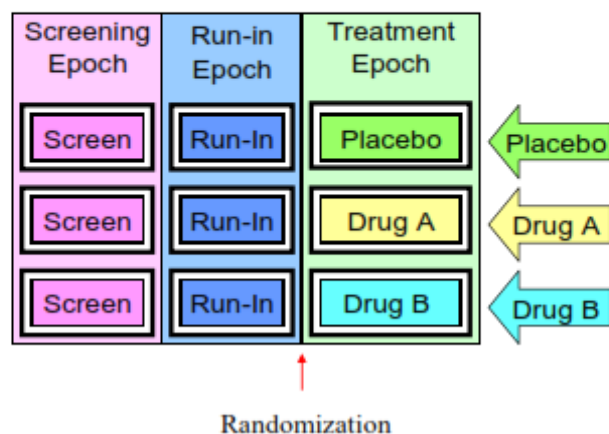 Screening Epoch
Run-in Epoch
Treatment Epoch
Screen
Run-In
Placebo
Placebo
Screen
Run-In
Drug A
Drug A
Screen
Run-In
Drug B
Drug B
Randomization